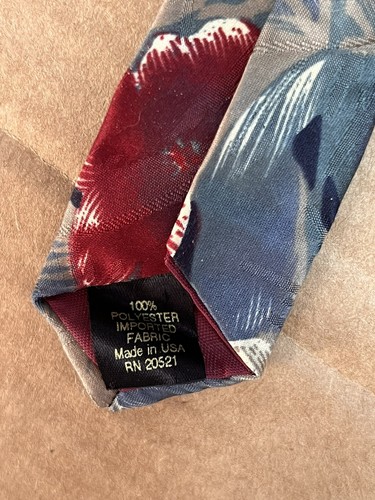 100%
POLYESTER
IMPORTED
FABRIC
Made in USA
RN 20521